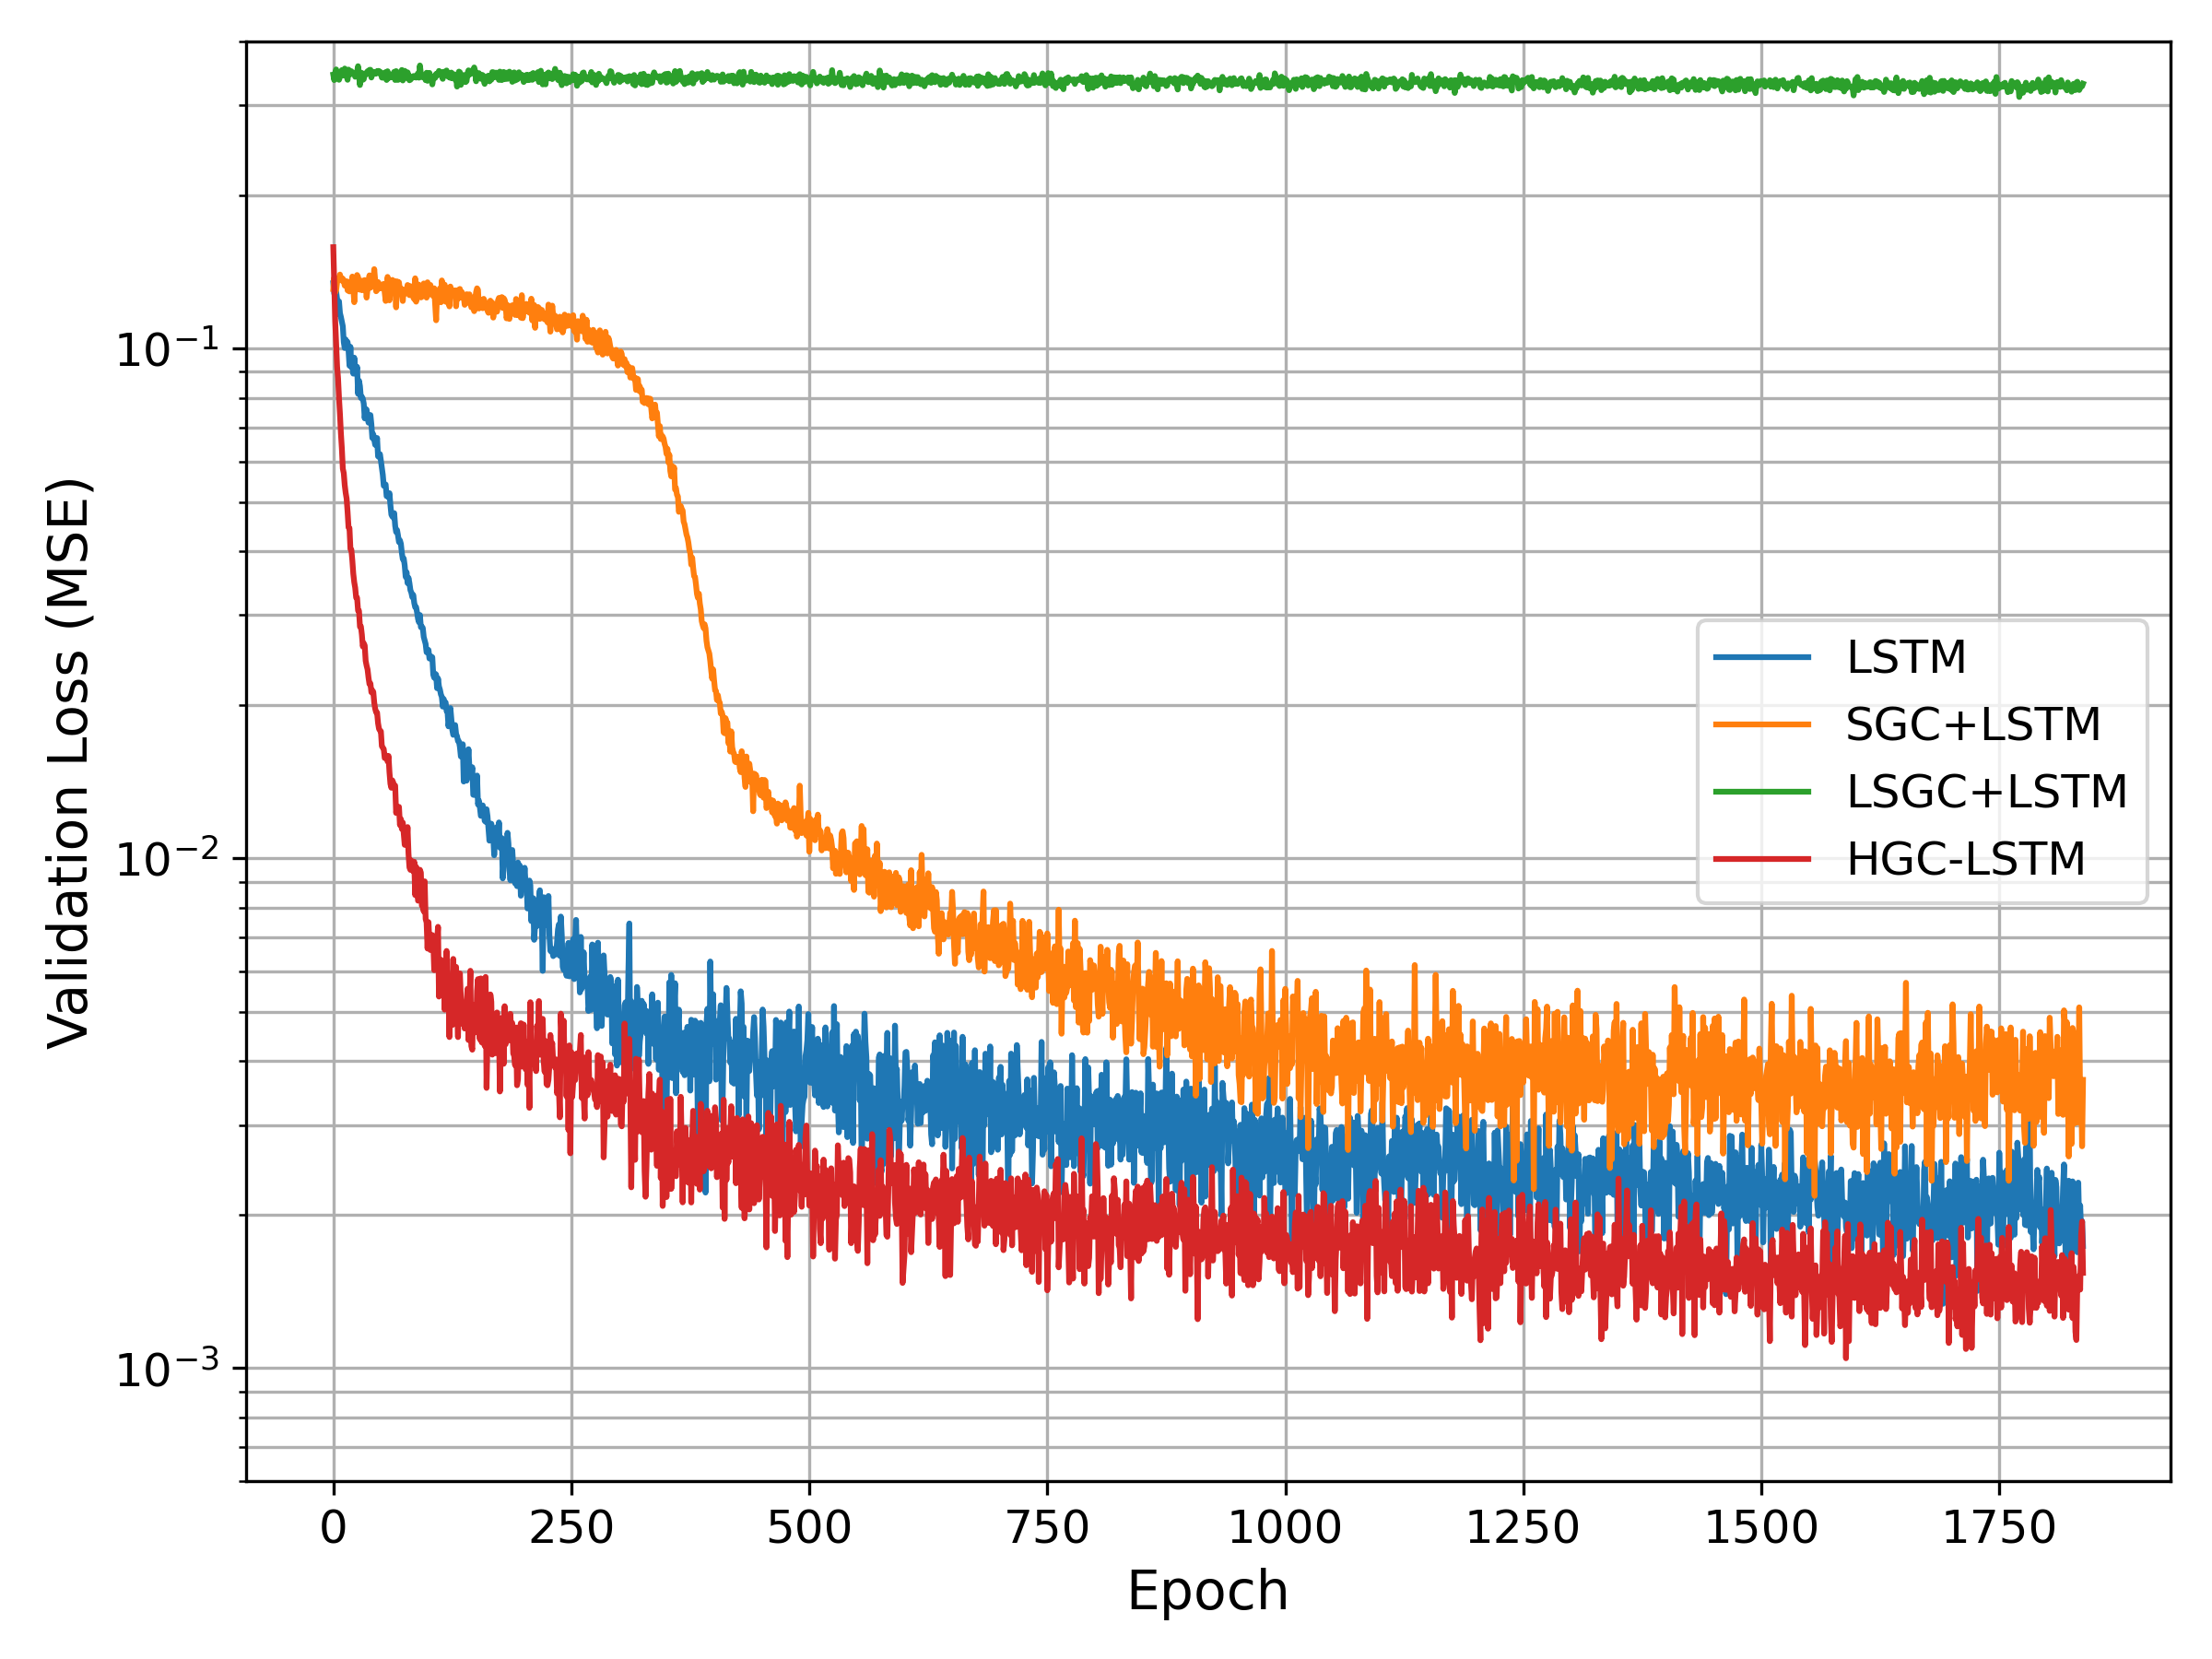 Validation Loss (MSE)
10⁻¹
10⁻²
10⁻³
LSTM
SGC+LSTM
LSGC+LSTM
HGC-LSTM
0 250 500 750 1000 1250 1500 1750
Epoch